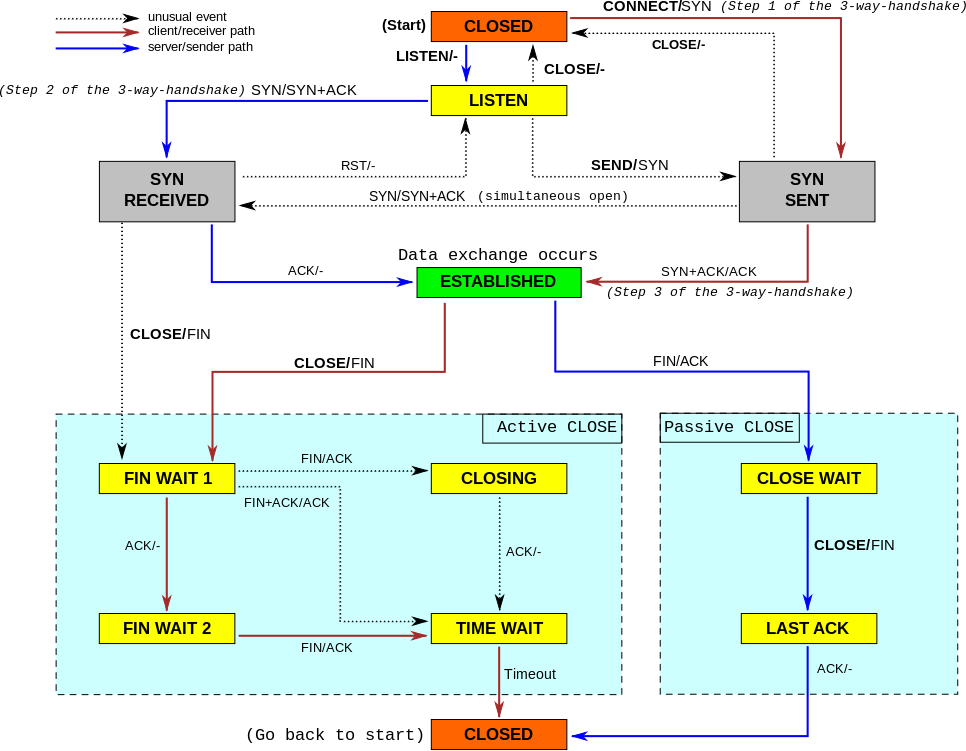 unusual event
client/receiver path
server/sender path
(Start)
CLOSED
CONNECT/SYN (Step 1 of the 3-way-handshake)
CLOSE/-
LISTEN/-
CLOSE/-
(Step 2 of the 3-way-handshake) SYN/SYN+ACK
LISTEN
RST/-
SEND/SYN
SYN
RECEIVED
SYN
SENT
SYN/SYN+ACK (simultaneous open)
Data exchange occurs
ACK/-
ESTABLISHED
SYN+ACK/ACK
(Step 3 of the 3-way-handshake)
CLOSE/FIN
CLOSE/FIN
FIN/ACK
Active CLOSE
Passive CLOSE
FIN WAIT 1
FIN/ACK
CLOSING
CLOSE WAIT
FIN+ACK/ACK
ACK/-
ACK/-
CLOSE/FIN
FIN WAIT 2
TIME WAIT
LAST ACK
FIN/ACK
Timeout
ACK/-
(Go back to start)
CLOSED